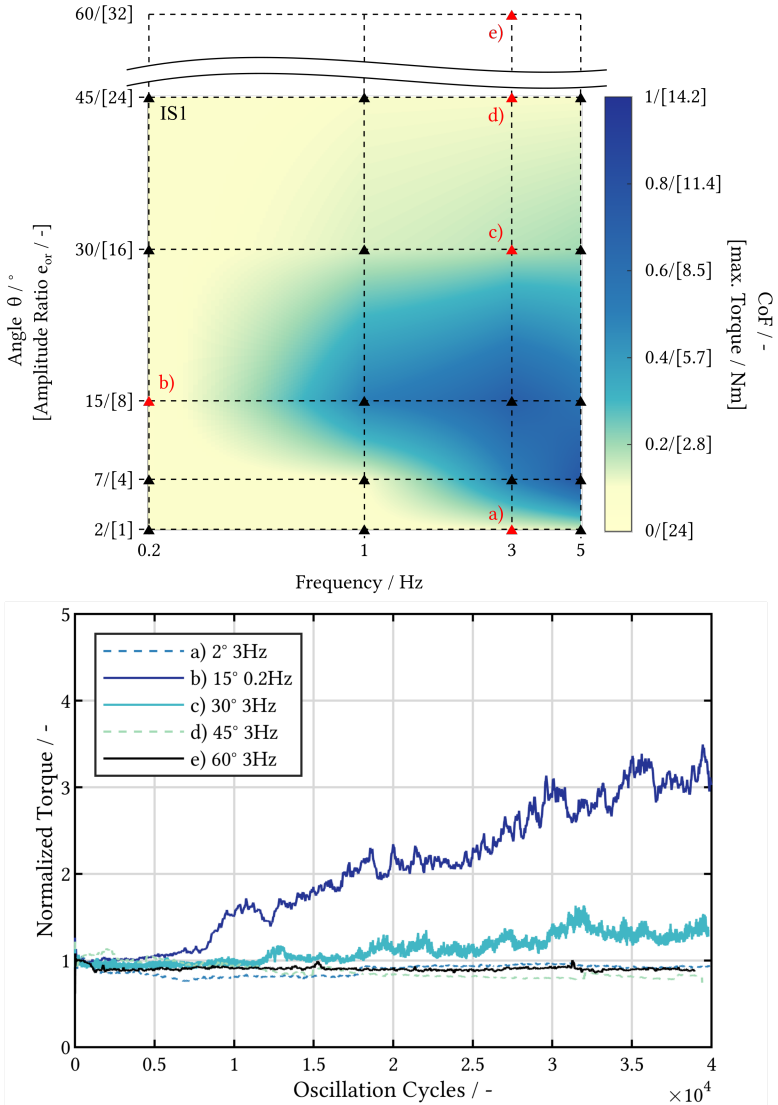 60/[32]
e)
45/[24]
IS1
d)
30/[16]
c)
b)
15/[8]
7/[4]
a)
2/[1]
0.2
1
3
5
Frequency / Hz
Angle θ / °
[Amplitude Ratio eor / -]
1/[14.2]
0.8/[11.4]
0.6/[8.5]
0.4/[5.7]
0.2/[2.8]
0/[24]
CoF / -
[max. Torque / Nm]
5
4
3
2
1
0
Normalized Torque / -
a) 2° 3Hz
b) 15° 0.2Hz
c) 30° 3Hz
d) 45° 3Hz
e) 60° 3Hz
0
0.5
1
1.5
2
2.5
3
3.5
4
Oscillation Cycles / -
×10⁴